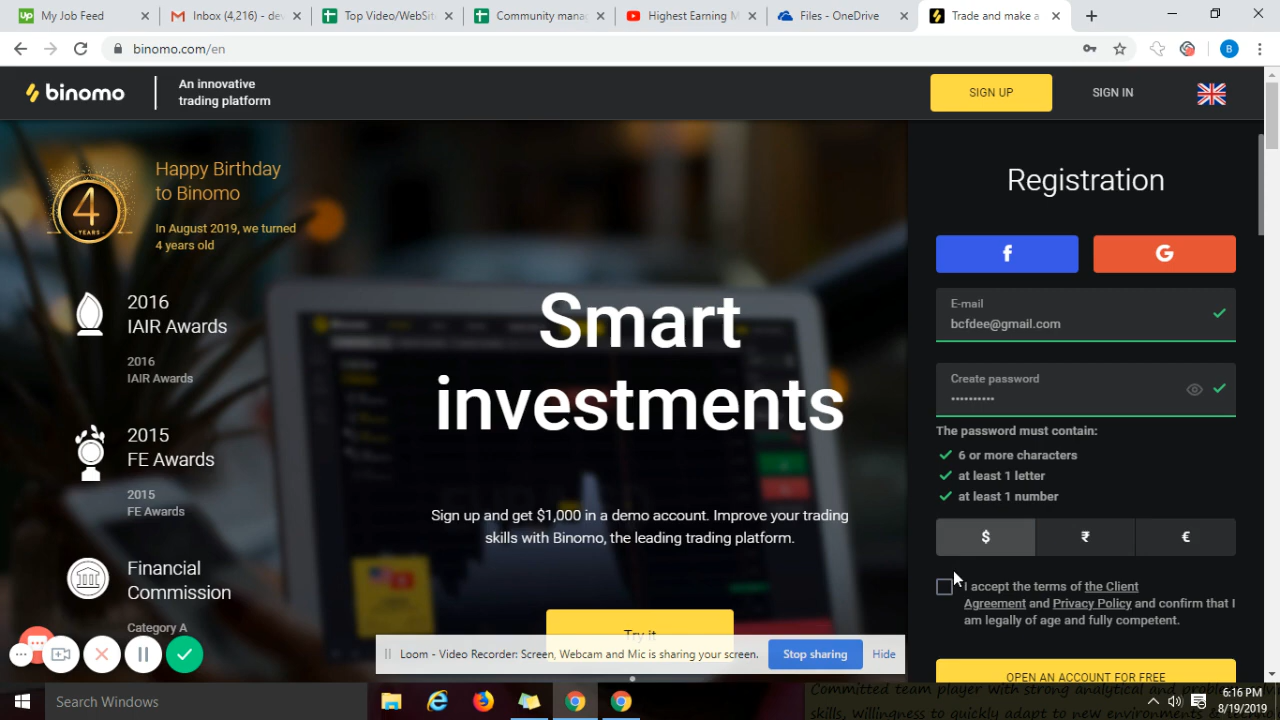 My Job Feed
Inbox (4,216) - de
Top Video/WebSit
Community mana
Highest Earning M
Files - OneDrive
Trade and make a
binomo.com/en
B
binomo
An innovative
trading platform
SIGN UP
SIGN IN
4
YEARS
Happy Birthday
to Binomo
In August 2019, we turned
4 years old
2016
IAIR Awards
2016
IAIR Awards
2015
FE Awards
2015
FE Awards
Financial
Commission
Category A
Smart
investments
Sign up and get $1,000 in a demo account. Improve your trading
skills with Binomo, the leading trading platform.
Try it
Registration
f
G
E-mail
bcfdee@gmail.com
Create password
••••••••••
The password must contain:
6 or more characters
at least 1 letter
at least 1 number
$
₹
€
I accept the terms of the Client
Agreement and Privacy Policy and confirm that I
am legally of age and fully competent.
OPEN AN ACCOUNT FOR FREE
Loom - Video Recorder: Screen, Webcam and Mic is sharing your screen.
Stop sharing
Hide
Search Windows
Committed team player with strong analytical and
skills, willingness to quickly adapt to new environments
6:16 PM
8/19/2019